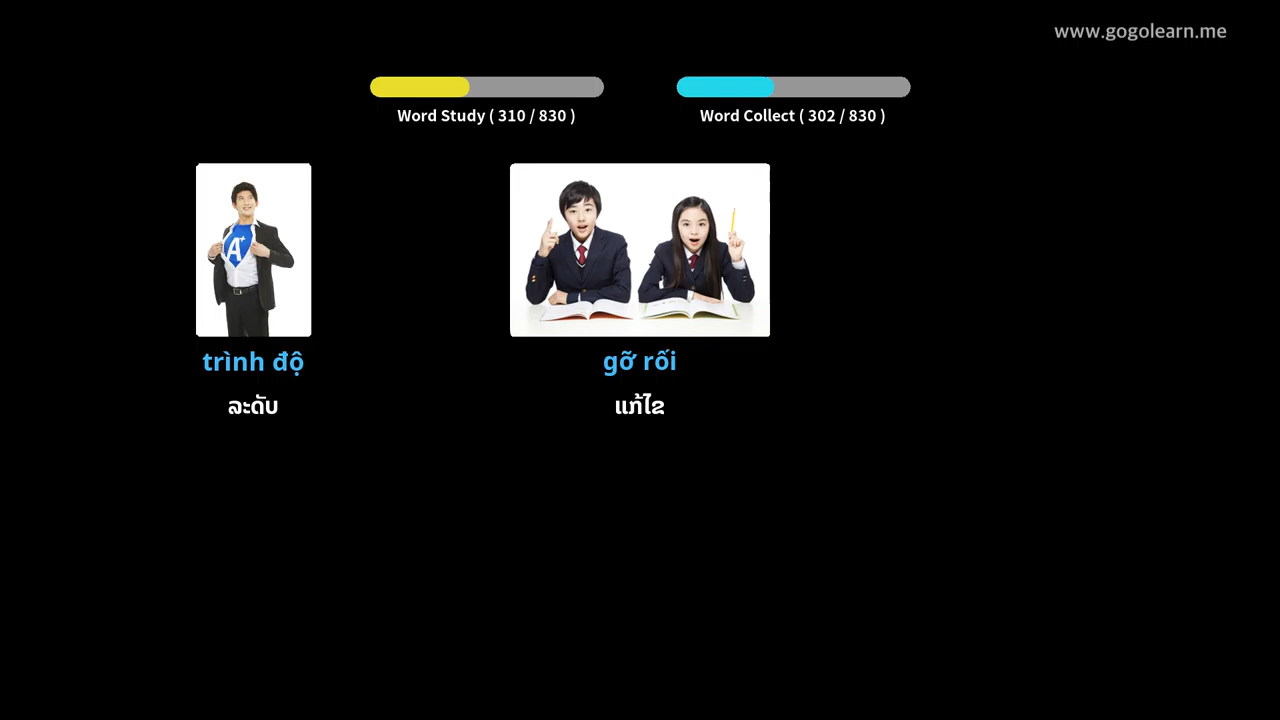 www.gogolearn.me
Word Study ( 310 / 830 )
Word Collect ( 302 / 830 )
A+
trình độ
ລະດັບ
gỡ rối
ແກ້ໄຂ